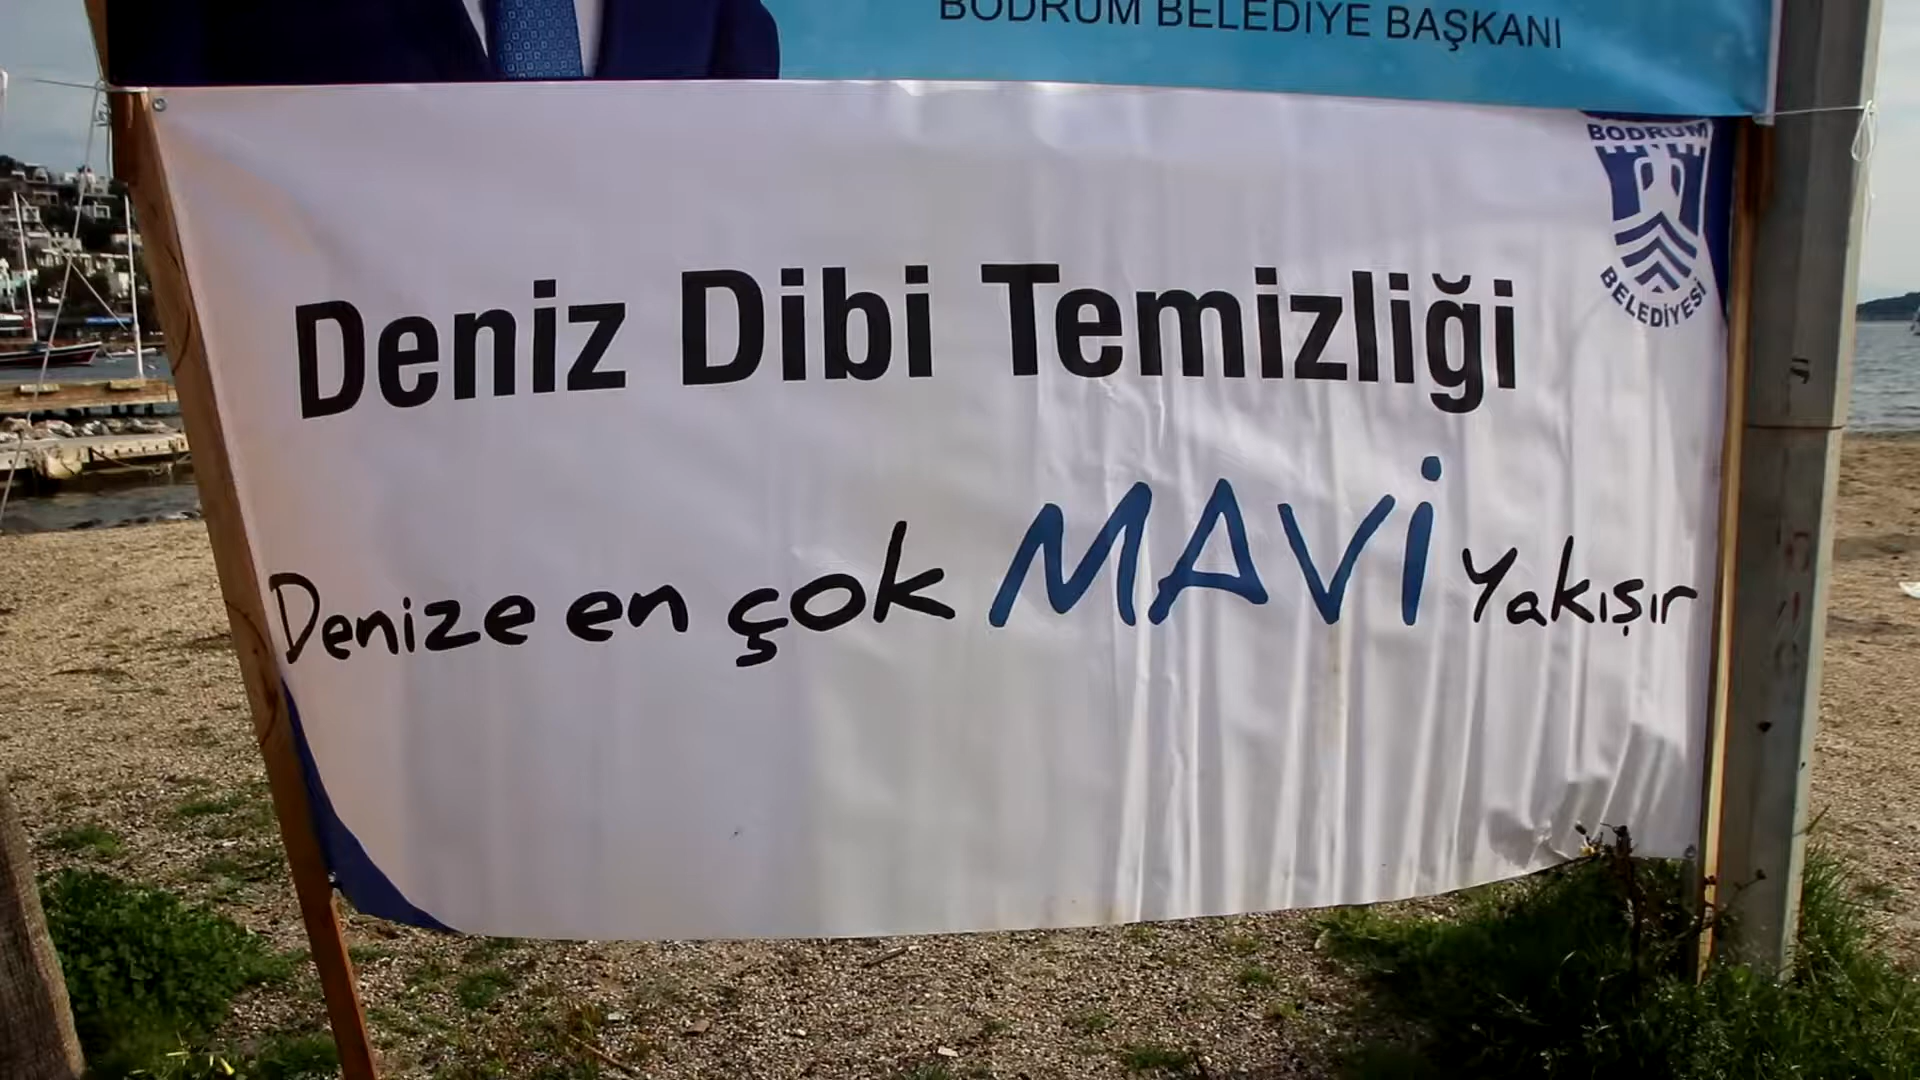 BODRUM BELEDİYE BAŞKANI
BODRUM
BELEDİYESİ
Deniz Dibi Temizliği
Denize en çok MAVİ Yakışır